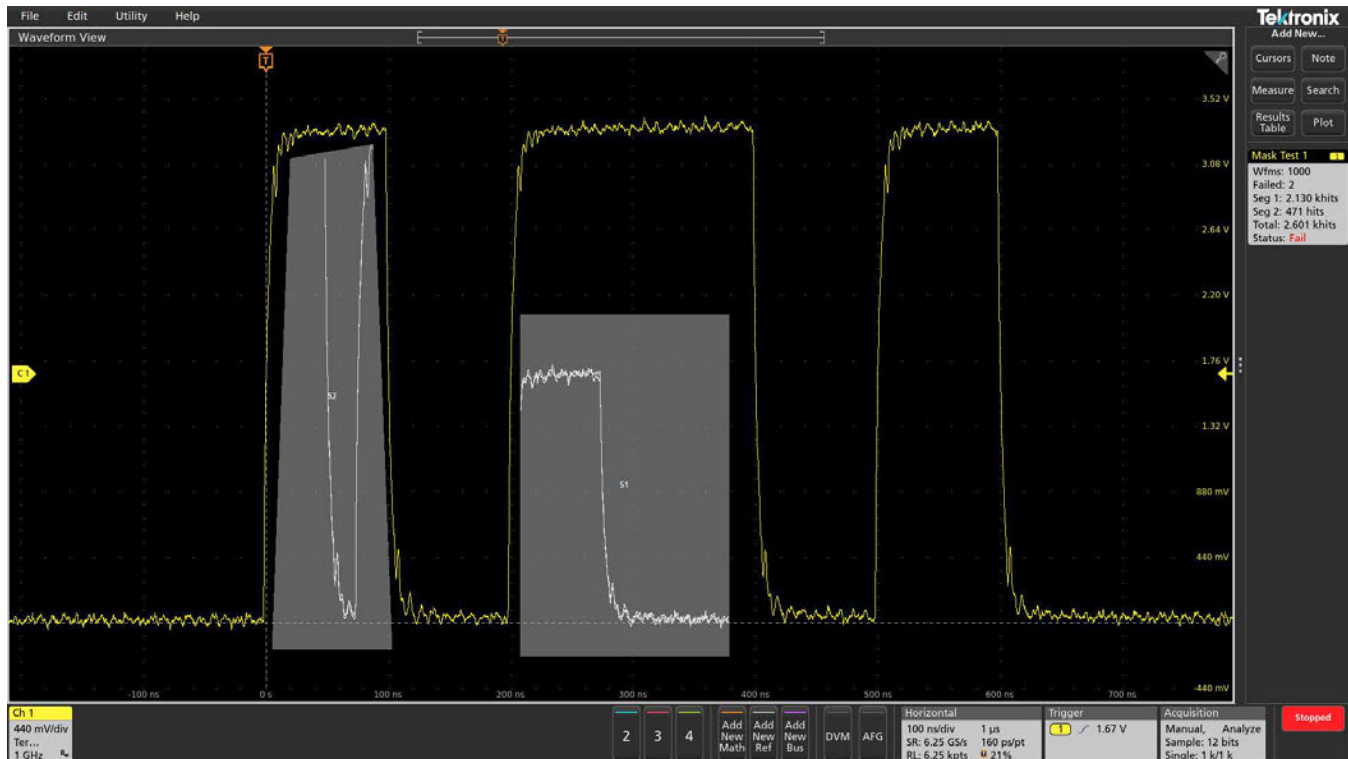 File Edit Utility Help
Tektronix
Waveform View
Add New...
T
T
Cursors Note
Measure Search
Results Table Plot
Mask Test 1 1
Wfms: 1000
Failed: 2
Seg 1: 2.130 khits
Seg 2: 471 hits
Total: 2.601 khits
Status: Fail
3.52 V
3.08 V
2.64 V
2.20 V
1.76 V
C1
S2
1.32 V
S1
880 mV
440 mV
0 V
-440 mV
-100 ns 0 s 100 ns 200 ns 300 ns 400 ns 500 ns 600 ns 700 ns
Ch 1
440 mV/div
Ter...
1 GHz
2 3 4
Add New Math
Add New Ref
Add New Bus
DVM AFG
Horizontal
100 ns/div 1 µs
SR: 6.25 GS/s 160 ps/pt
RL: 6.25 kpts 21%
Trigger
1 1.67 V
Acquisition
Manual, Analyze
Sample: 12 bits
Single: 1 k/1 k
Stopped